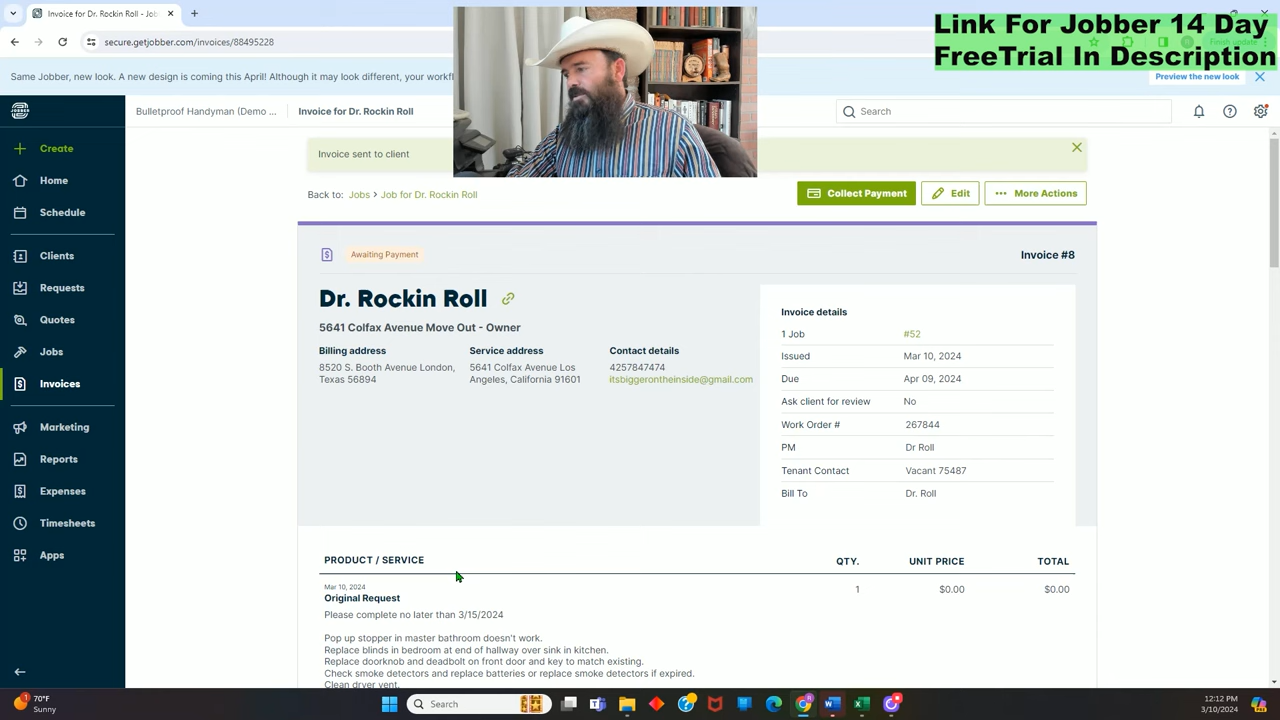 Invoice for Dr. Rockin Roll - Job
secure.getjobber.com/invoices/88495228
Finish update
Link For Jobber 14 Day
FreeTrial In Description
Same Jobber, new look. A new design is coming this April! Although it may look different, your workf
Preview the new look
Bulletproof Handyman (Demo ...
Invoice for Dr. Rockin Roll
Search
Create
Home
Schedule
Clients
Requests
Quotes
Jobs
Invoices
Marketing
Reports
Expenses
Timesheets
Apps
Invoice sent to client
Back to: Jobs > Job for Dr. Rockin Roll
Collect Payment
Edit
More Actions
Awaiting Payment
Invoice #8
Dr. Rockin Roll
5641 Colfax Avenue Move Out - Owner
Billing address
8520 S. Booth Avenue London,
Texas 56894
Service address
5641 Colfax Avenue Los
Angeles, California 91601
Contact details
4257847474
itsbiggerontheinside@gmail.com
Invoice details
1 Job #52
Issued Mar 10, 2024
Due Apr 09, 2024
Ask client for review No
Work Order # 267844
PM Dr Roll
Tenant Contact Vacant 75487
Bill To Dr. Roll
PRODUCT / SERVICE QTY. UNIT PRICE TOTAL
Mar 10, 2024
Original Request 1 $0.00 $0.00
Please complete no later than 3/15/2024
Pop up stopper in master bathroom doesn't work.
Replace blinds in bedroom at end of hallway over sink in kitchen.
Replace doorknob and deadbolt on front door and key to match existing.
Check smoke detectors and replace batteries or replace smoke detectors if expired.
Clean dryer vent.
1
70°F
Sunny
Search
12:12 PM
3/10/2024